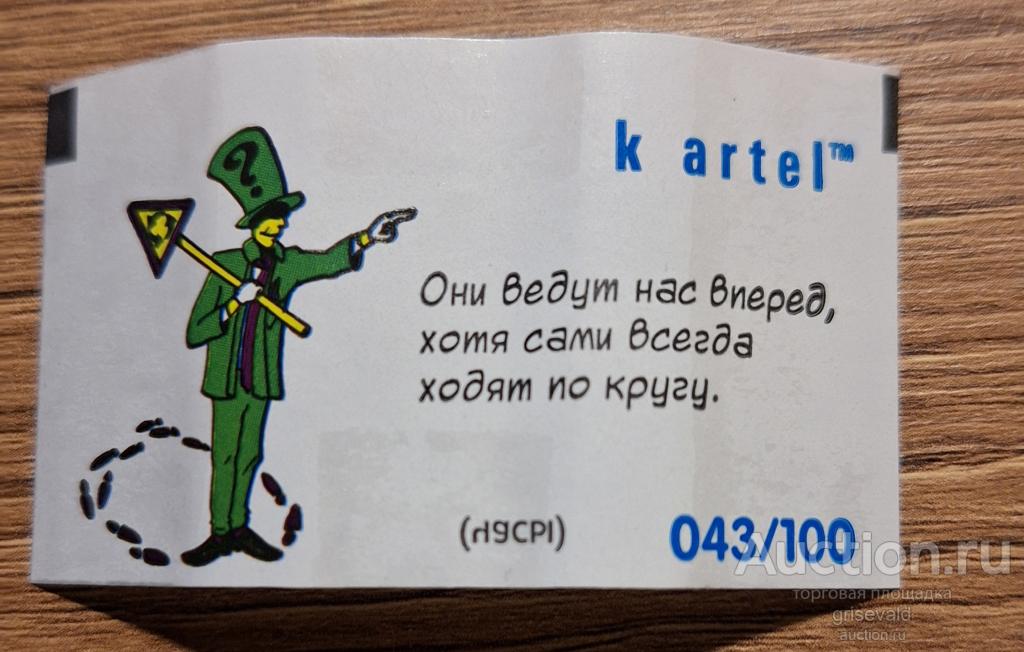 k artel™
Они ведут нас вперед,
хотя сами всегда
ходят по кругу.
(часы)
043/100
Auction.ru
торговая площадка
grisevald
auction.ru